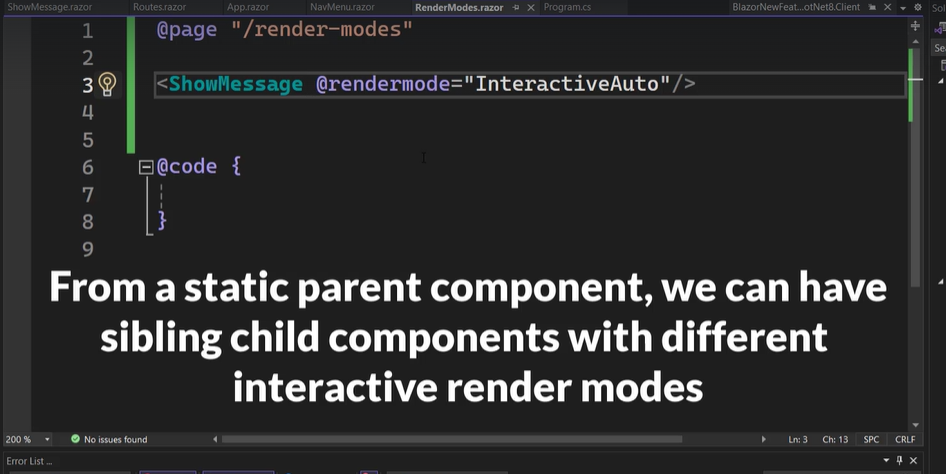 ShowMessage.razor Routes.razor App.razor NavMenu.razor RenderModes.razor Program.cs BlazorNewFeat...otNet8.Client Sol
1 @page "/render-modes"
2
3 <ShowMessage @rendermode="InteractiveAuto"/>
4
5
6 @code {
7
8 }
9
From a static parent component, we can have
sibling child components with different
interactive render modes
200 % No issues found Ln: 3 Ch: 13 SPC CRLF
Error List ...